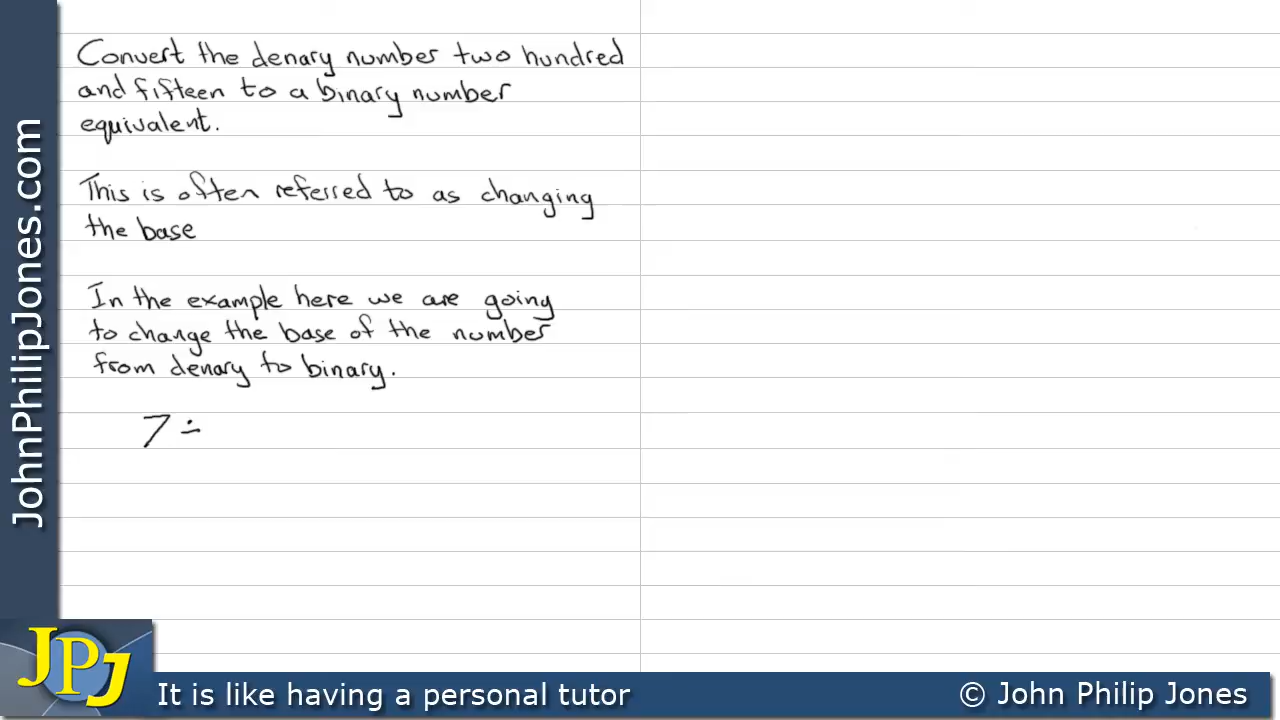 Convert the denary number two hundred
and fifteen to a binary number
equivalent.
This is often referred to as changing
the base
In the example here we are going
to change the base of the number
from denary to binary.
7 ÷
JohnPhilipJones.com
JPJ
It is like having a personal tutor
© John Philip Jones